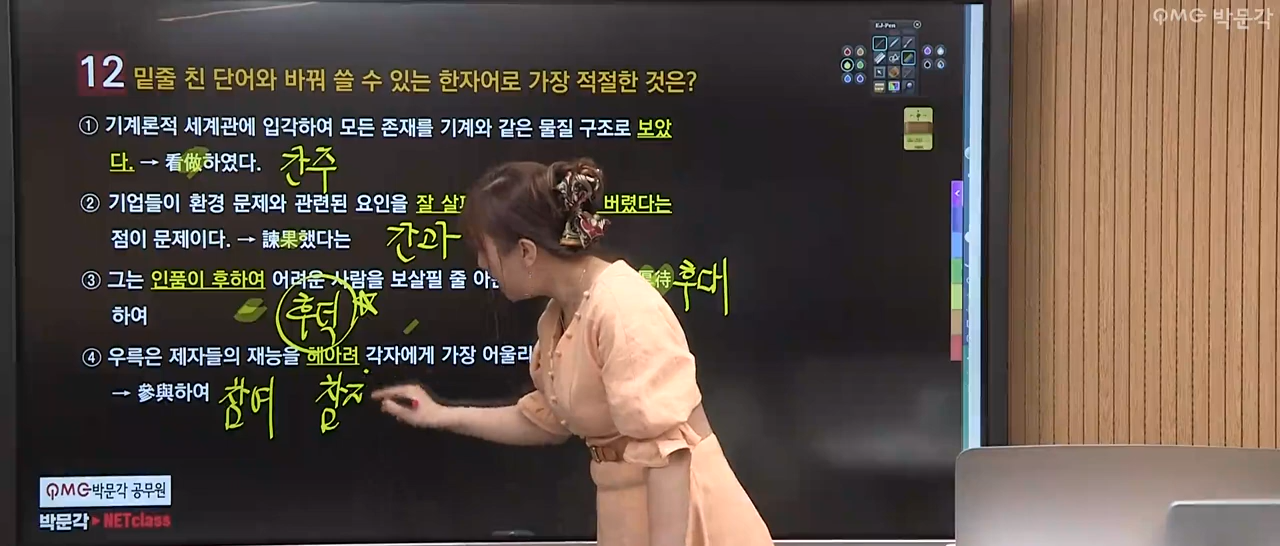 QMG 박문각
EJ-Pen
12 밑줄 친 단어와 바꿔 쓸 수 있는 한자어로 가장 적절한 것은?
① 기계론적 세계관에 입각하여 모든 존재를 기계와 같은 물질 구조로 보았
다. → 看做하였다. 간주
② 기업들이 환경 문제와 관련된 요인을 잘 버렸다는
점이 문제이다. → 諫果했다는 간과
③ 그는 인품이 후하여 어려운 사람을 보살필 줄 待 후대
하여 후덕
④ 우륵은 제자들의 재능을 헤아려 각자에게 가장
→ 參與하여 참여
QMG 박문각 공무원
박문각 NETclass